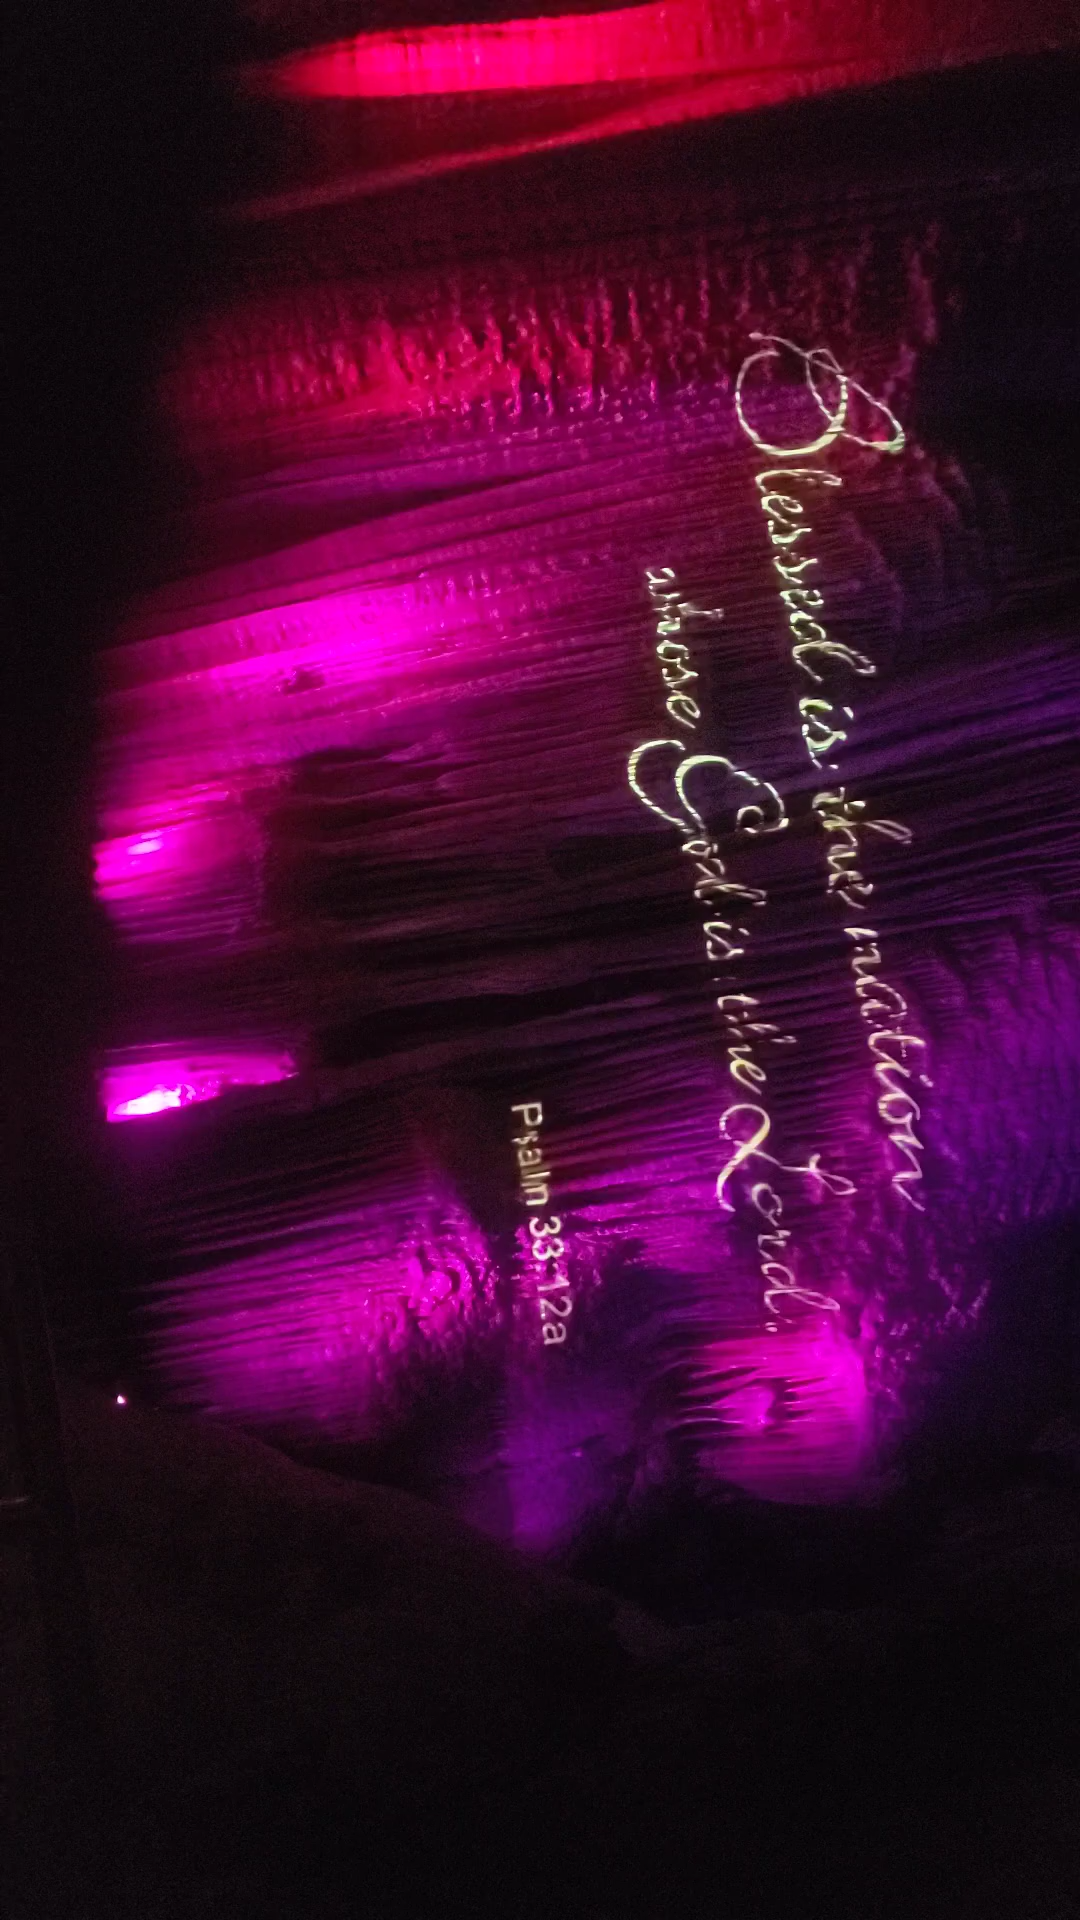 Blessed is the nation
whose God is the Lord.
Psalm 33:12a